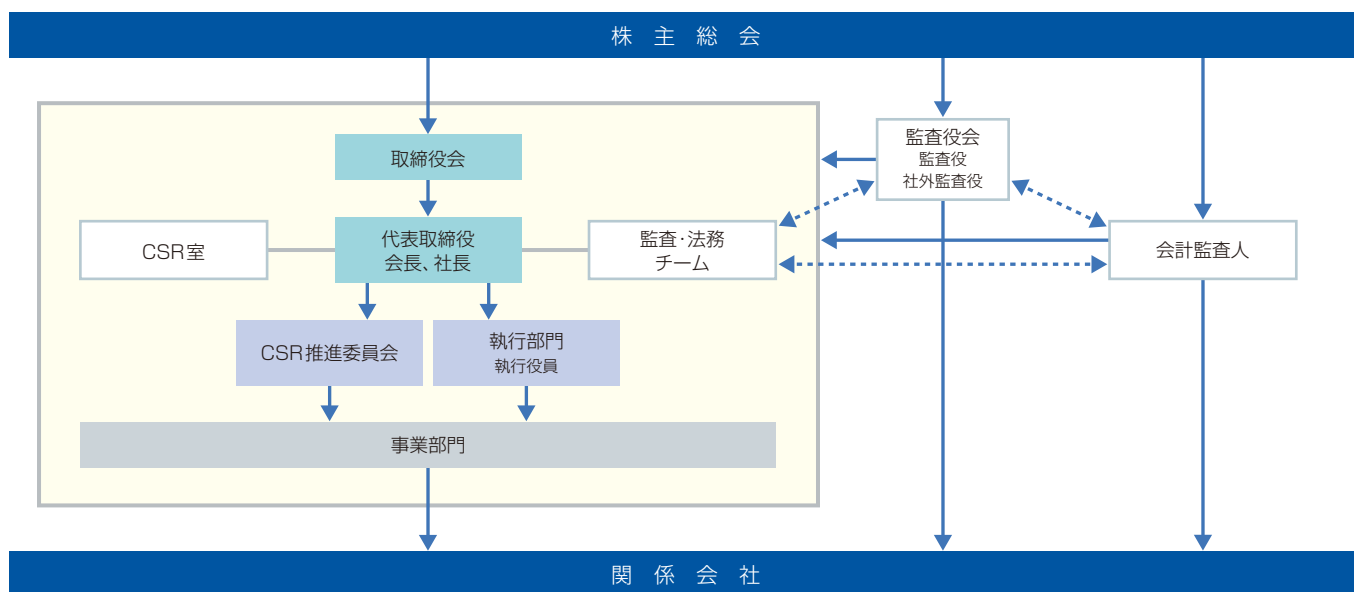 株主総会
取締役会
監査役会
監査役
社外監査役
CSR室
代表取締役
会長、社長
監査・法務
チーム
会計監査人
CSR推進委員会
執行部門
執行役員
事業部門
関係会社